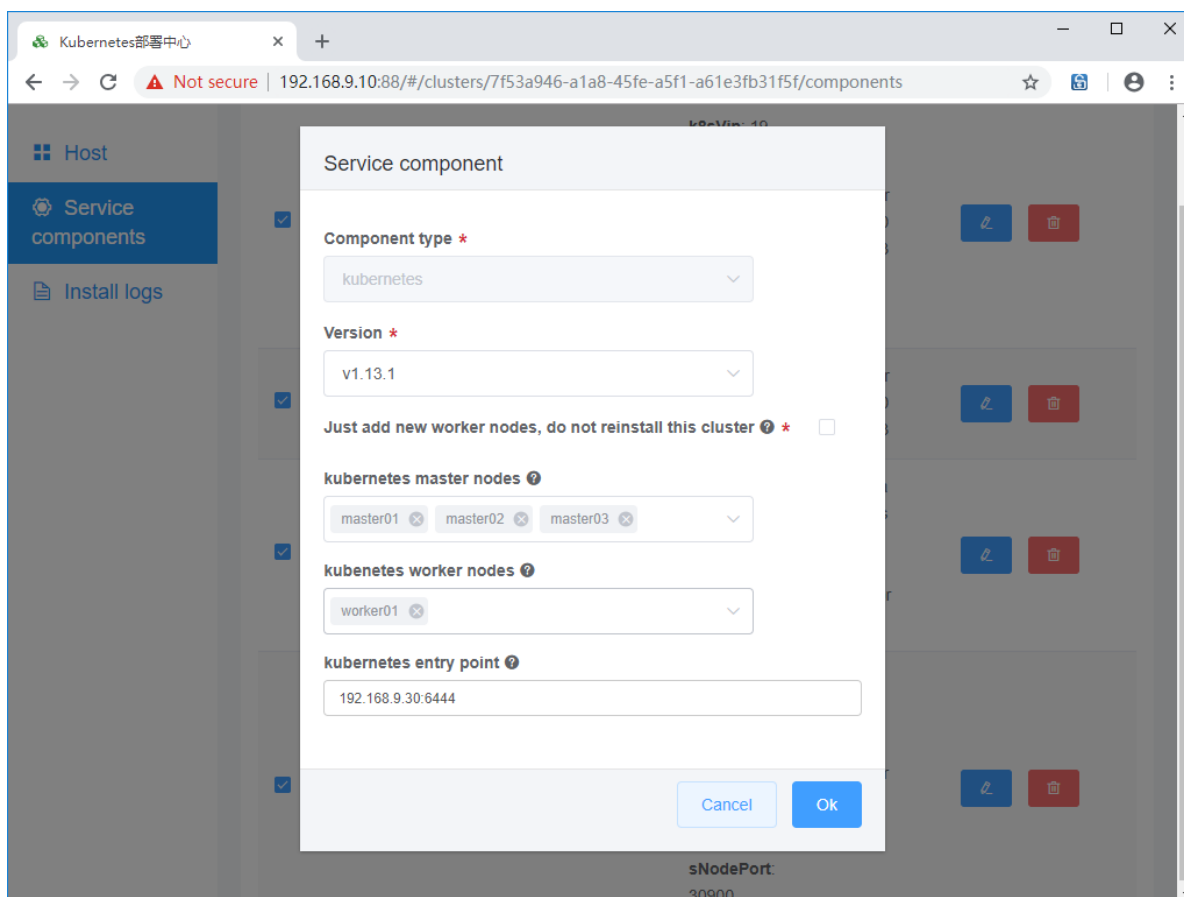 Kubernetes部署中心
Not secure
192.168.9.10:88/#/clusters/7f53a946-a1a8-45fe-a5f1-a61e3fb31f5f/components
Host
Service
components
Install logs
k8sVip: 19
Service component
Component type *
kubernetes
Version *
v1.13.1
Just add new worker nodes, do not reinstall this cluster *
kubernetes master nodes
master01 master02 master03
kubenetes worker nodes
worker01
kubernetes entry point
192.168.9.30:6444
Cancel Ok
sNodePort:
30900